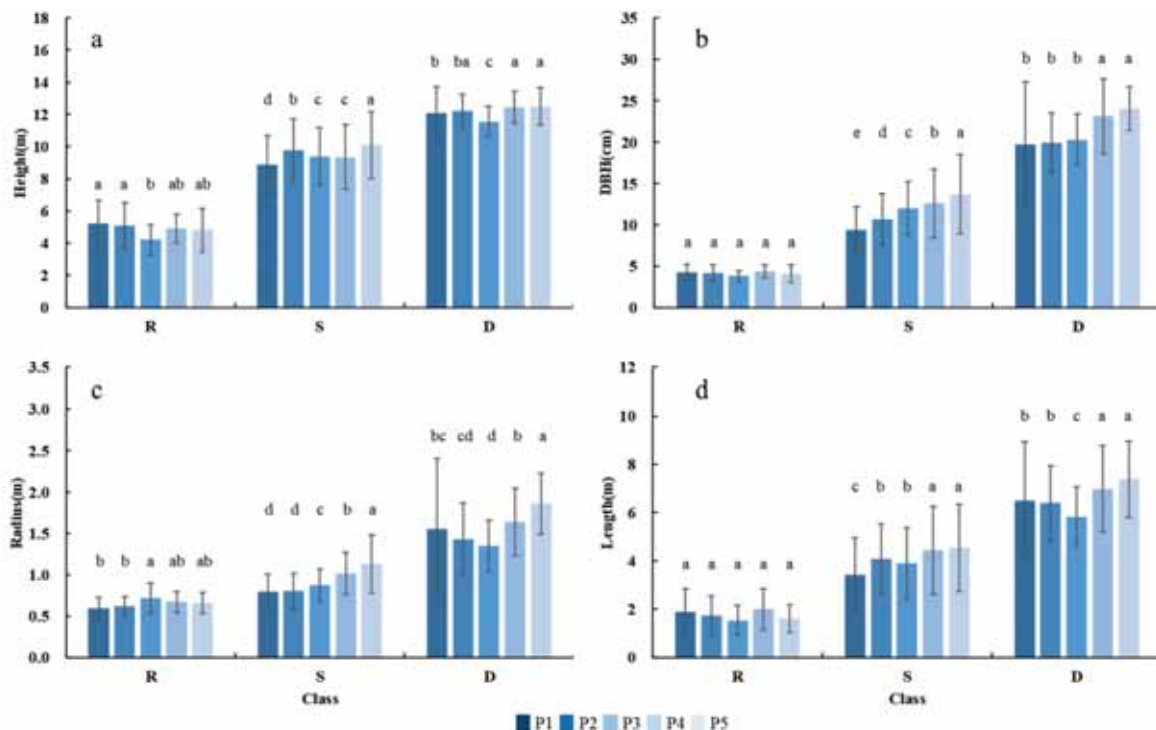 a
Height(m)
18
16
14
12
10
8
6
4
2
0
a a b ab ab
d b c c a
b ba c a a
R S D
b
DBH(cm)
35
30
25
20
15
10
5
0
a a a a a
e d c b a
b b b a a
R S D
c
Radius(m)
3.5
3.0
2.5
2.0
1.5
1.0
0.5
0.0
b b a ab ab
d d c b a
bc cd d b a
R S D
Class
d
Length(m)
12
10
8
6
4
2
0
a a a a a
c b b a a
b b c a a
R S D
Class
P1 P2 P3 P4 P5